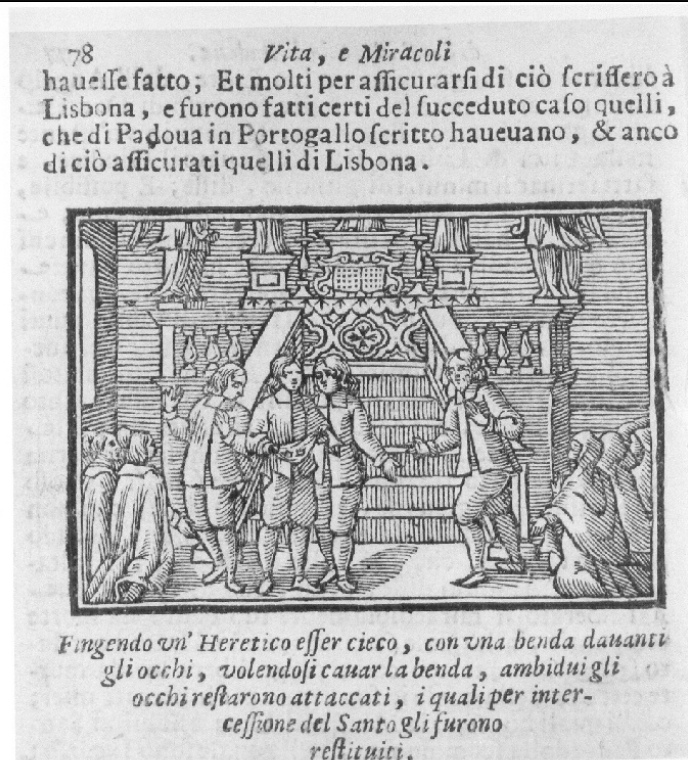 78 Vita, e Miracoli
haueſſe fatto; Et molti per aſſicurarſi di ciò ſcriſſero à
Lisbona, e furono fatti certi del ſucceduto caſo quelli,
che di Padoua in Portogallo ſcritto haueuano, & anco
di ciò aſſicurati quelli di Lisbona.
Fingendo vn' Heretico eſſer cieco, con vna benda dauanti
gli occhi, volendoſi cauar la benda, ambidui gli
occhi reſtarono attaccati, i quali per inter-
ceſſione del Santo gli furono
reſtituiti.